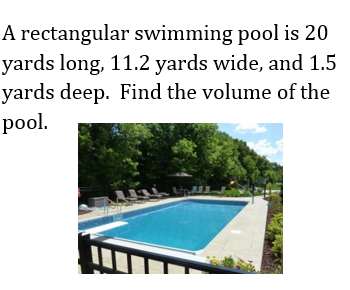 A rectangular swimming pool is 20
yards long, 11.2 yards wide, and 1.5
yards deep.  Find the volume of the
pool.